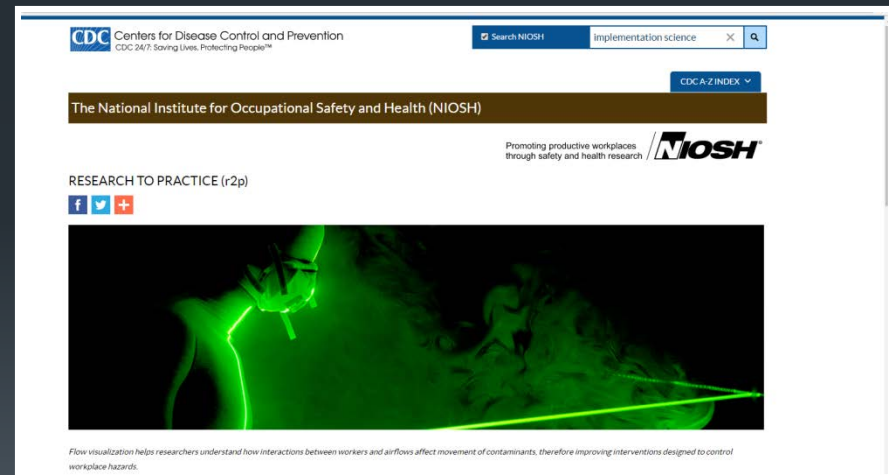 CDC Centers for Disease Control and Prevention
CDC 24/7: Saving Lives. Protecting People™
Search NIOSH
implementation science
CDC A-Z INDEX
The National Institute for Occupational Safety and Health (NIOSH)
Promoting productive workplaces
through safety and health research
NIOSH®
RESEARCH TO PRACTICE (r2p)
Flow visualization helps researchers understand how interactions between workers and airflows affect movement of contaminants, therefore improving interventions designed to control
workplace hazards.